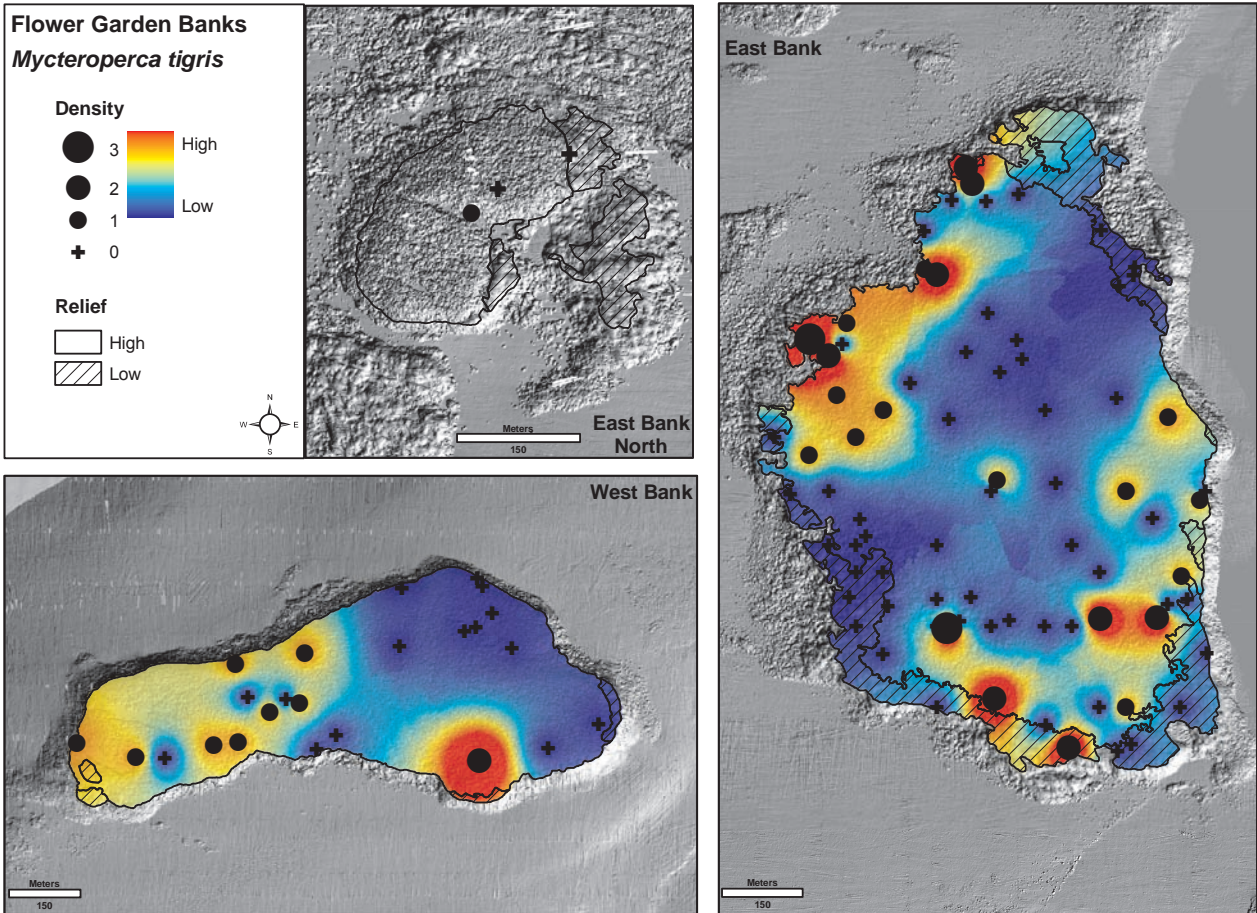 Flower Garden Banks
Mycteroperca tigris
Density
3
2
1
0
High
Low
Relief
High
Low
N
W E
S
Meters
150
East Bank
North
West Bank
Meters
150
East Bank
Meters
150